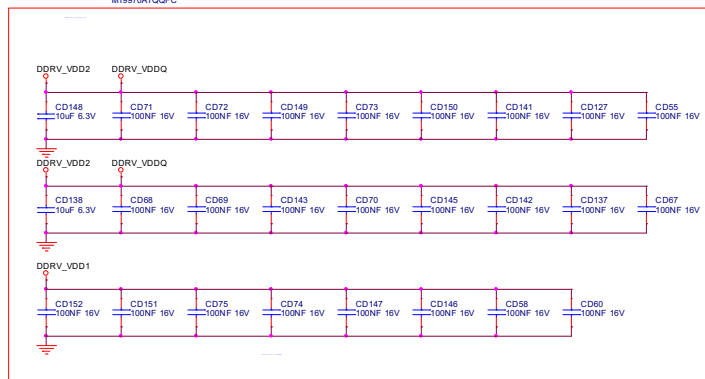 DDRV_VDD2 DDRV_VDDQ
CD148 CD71 CD72 CD149 CD73 CD150 CD141 CD127 CD55
10uF 6.3V 100NF 16V 100NF 16V 100NF 16V 100NF 16V 100NF 16V 100NF 16V 100NF 16V 100NF 16V
DDRV_VDD2 DDRV_VDDQ
CD138 CD68 CD69 CD143 CD70 CD145 CD142 CD137 CD67
10uF 6.3V 100NF 16V 100NF 16V 100NF 16V 100NF 16V 100NF 16V 100NF 16V 100NF 16V 100NF 16V
DDRV_VDD1
CD152 CD151 CD75 CD74 CD147 CD146 CD58 CD60
100NF 16V 100NF 16V 100NF 16V 100NF 16V 100NF 16V 100NF 16V 100NF 16V 100NF 16V